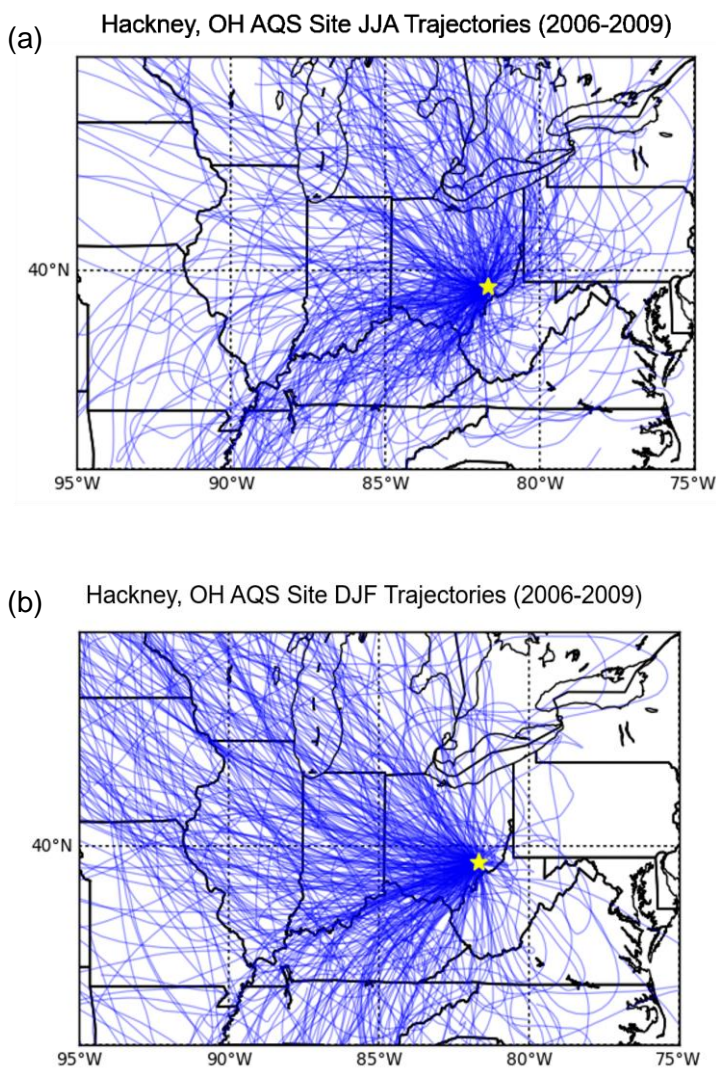 (a)
Hackney, OH AQS Site JJA Trajectories (2006-2009)
40°N
95°W 90°W 85°W 80°W 75°W
(b)
Hackney, OH AQS Site DJF Trajectories (2006-2009)
40°N
95°W 90°W 85°W 80°W 75°W